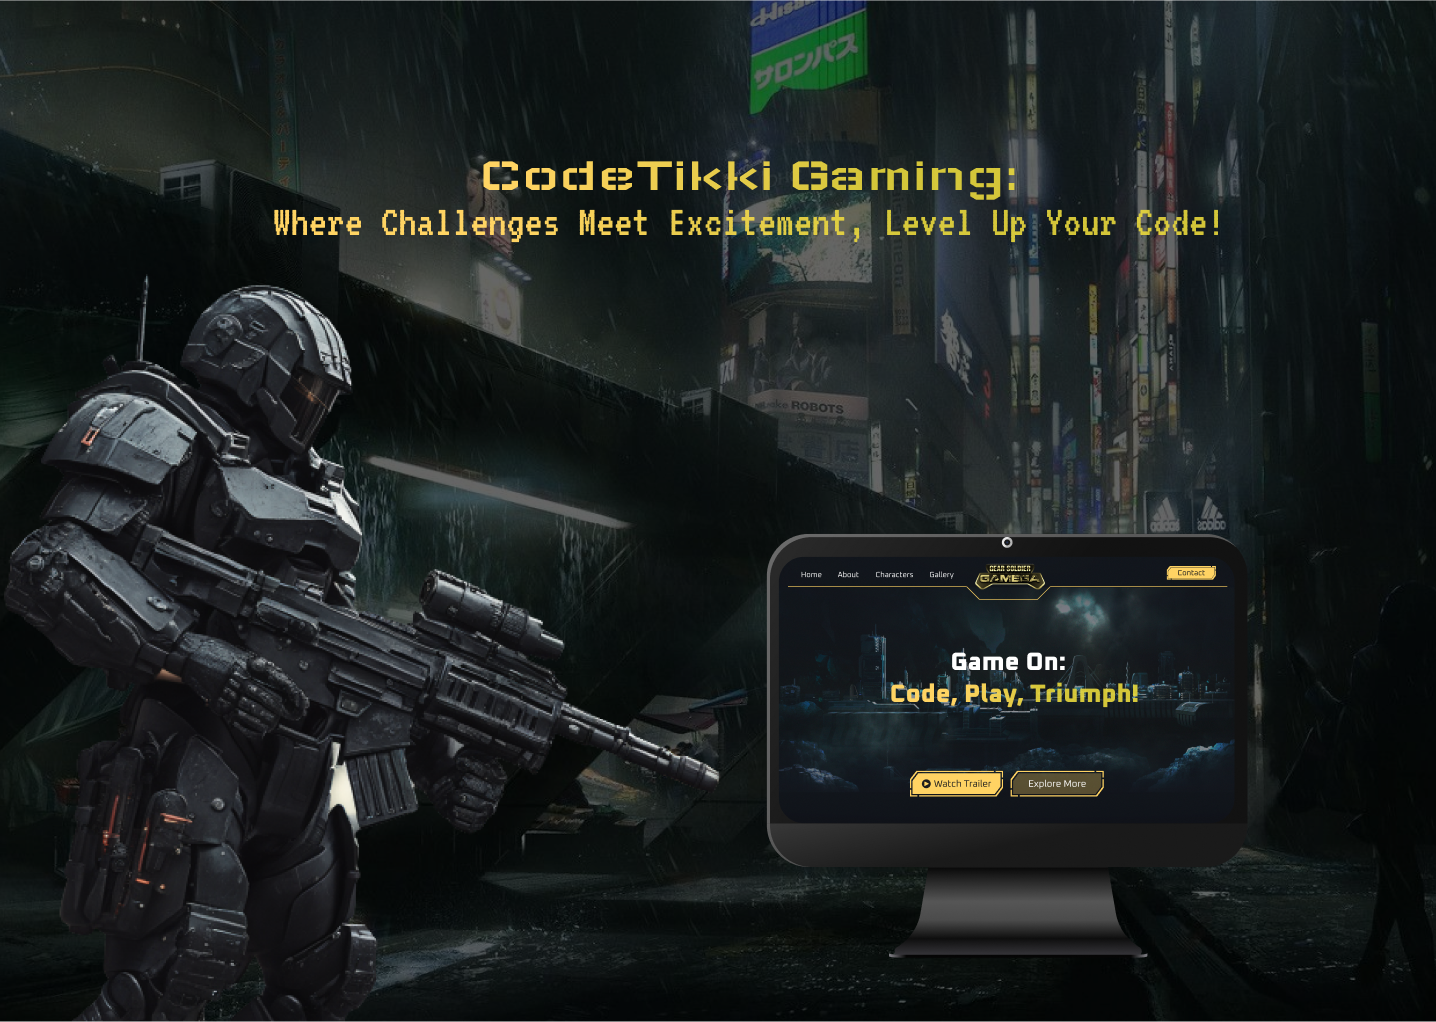 サロンパス
CodeTikki Gaming:
Where Challenges Meet Excitement, Level Up Your Code!
ROBOTS
adidas
adidas
Home About Characters Gallery
GEAR SOLDIER
GAMEGA
Contact
Game On:
Code, Play, Triumph!
Watch Trailer Explore More